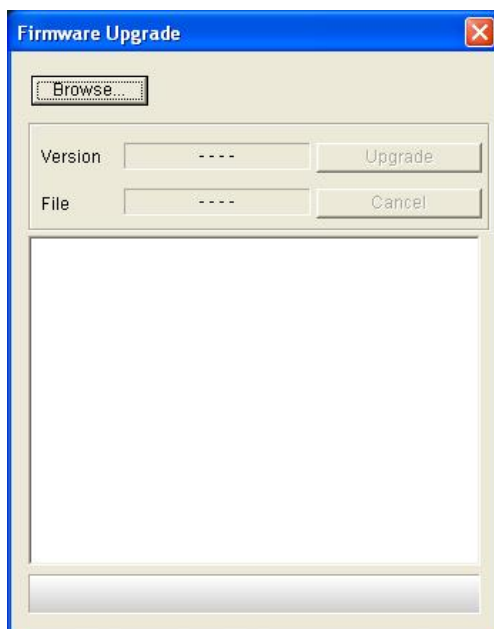 Firmware Upgrade
Browse...
Version ---- Upgrade
File ---- Cancel